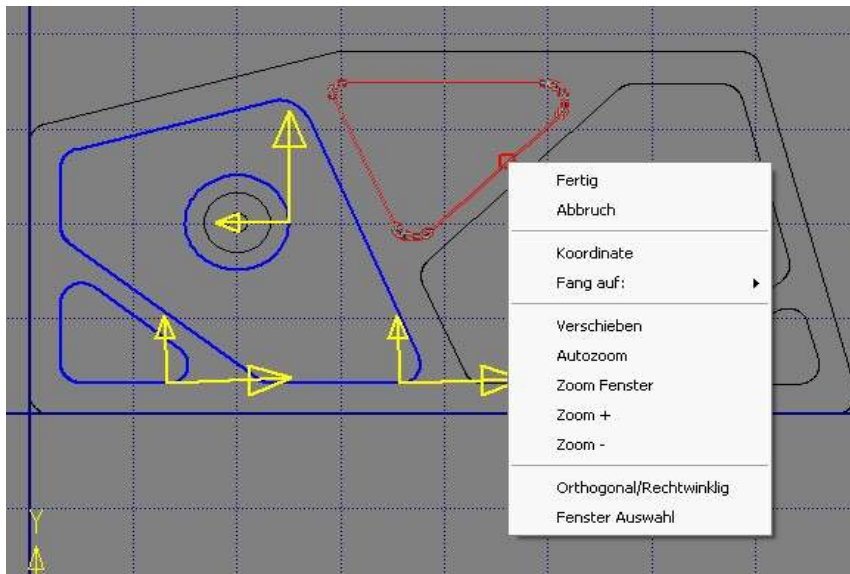 Fertig
Abbruch
Koordinate
Fang auf:
Verschieben
Autozoom
Zoom Fenster
Zoom +
Zoom -
Orthogonal/Rechtwinklig
Fenster Auswahl
Y